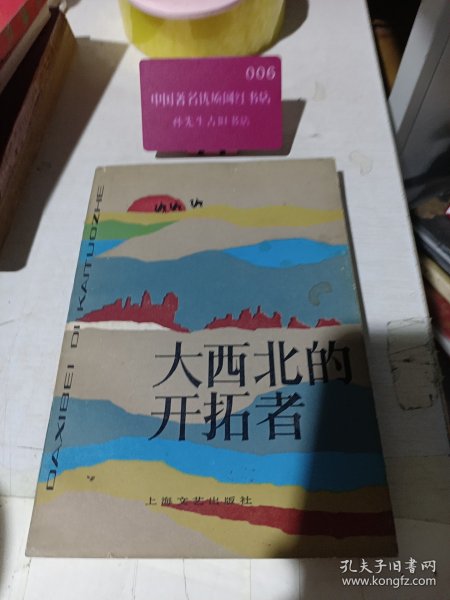 006
中国著名优质网红书店
孙先生古旧书店
DAXIBEI DI KAITUOZHE
大西北的
开拓者
上海文艺出版社
孔夫子旧书网
www.kongfz.com